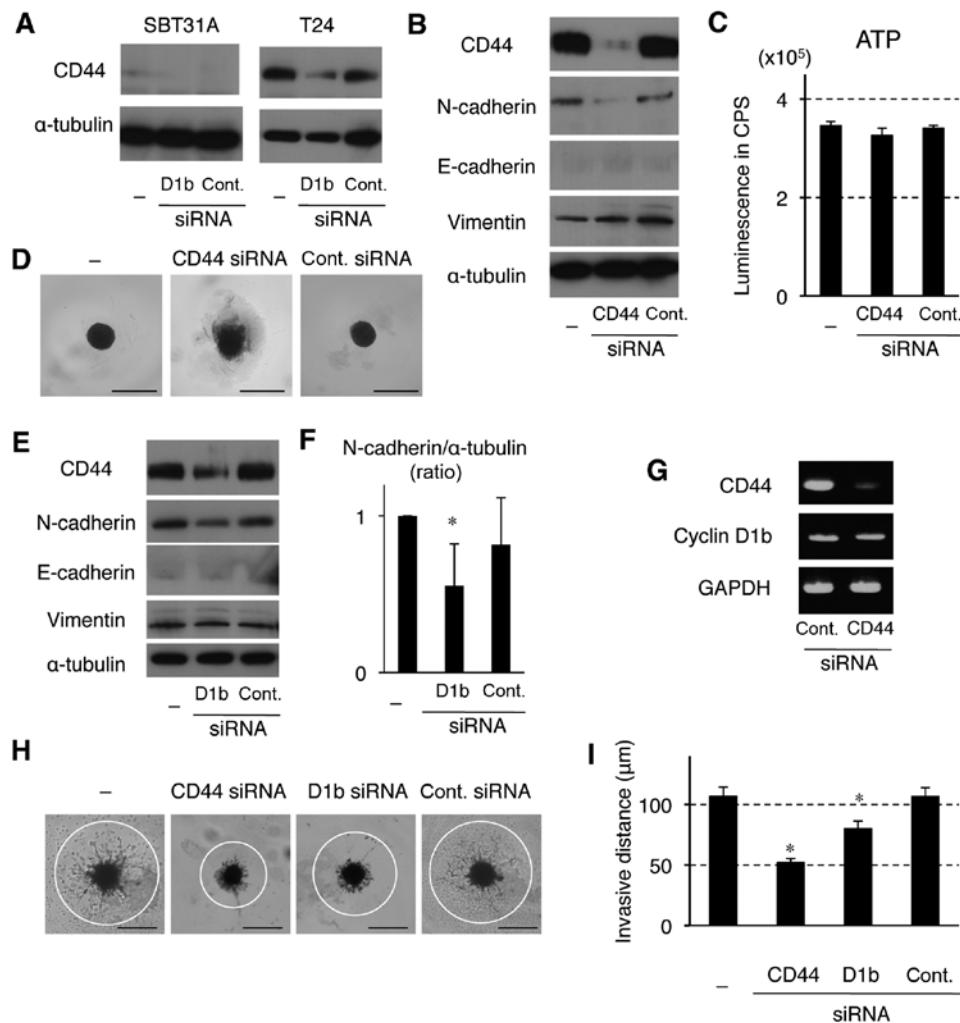 A
SBT31A T24
CD44
α-tubulin
– D1b Cont. – D1b Cont.
siRNA siRNA
B
CD44
N-cadherin
E-cadherin
Vimentin
α-tubulin
– CD44 Cont.
siRNA
C
ATP
(x10⁵)
Luminescence in CPS
4
2
0
– CD44 Cont.
siRNA
D
– CD44 siRNA Cont. siRNA
E
CD44
N-cadherin
E-cadherin
Vimentin
α-tubulin
– D1b Cont.
siRNA
F
N-cadherin/α-tubulin
(ratio)
1
*
0
– D1b Cont.
siRNA
G
CD44
Cyclin D1b
GAPDH
Cont. CD44
siRNA
H
– CD44 siRNA D1b siRNA Cont. siRNA
I
Invasive distance (μm)
100
50
0
* *
– CD44 D1b Cont.
siRNA